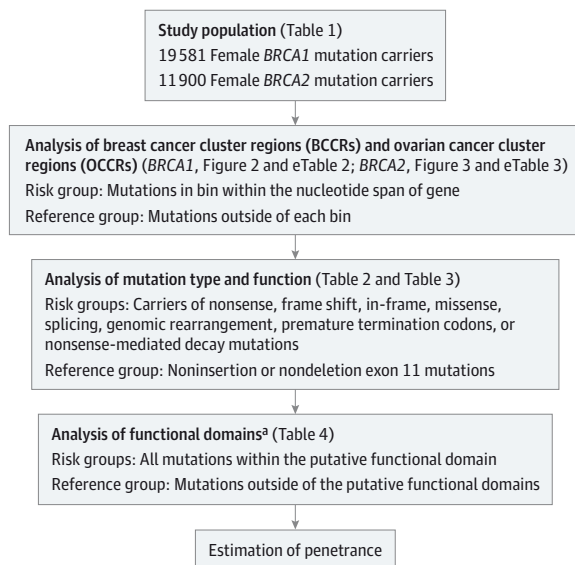 Study population (Table 1)
19 581 Female BRCA1 mutation carriers
11 900 Female BRCA2 mutation carriers
Analysis of breast cancer cluster regions (BCCRs) and ovarian cancer cluster
regions (OCCRs) (BRCA1, Figure 2 and eTable 2; BRCA2, Figure 3 and eTable 3)
Risk group: Mutations in bin within the nucleotide span of gene
Reference group: Mutations outside of each bin
Analysis of mutation type and function (Table 2 and Table 3)
Risk groups: Carriers of nonsense, frame shift, in-frame, missense,
splicing, genomic rearrangement, premature termination codons, or
nonsense-mediated decay mutations
Reference group: Noninsertion or nondeletion exon 11 mutations
Analysis of functional domainsa (Table 4)
Risk groups: All mutations within the putative functional domain
Reference group: Mutations outside of the putative functional domains
Estimation of penetrance